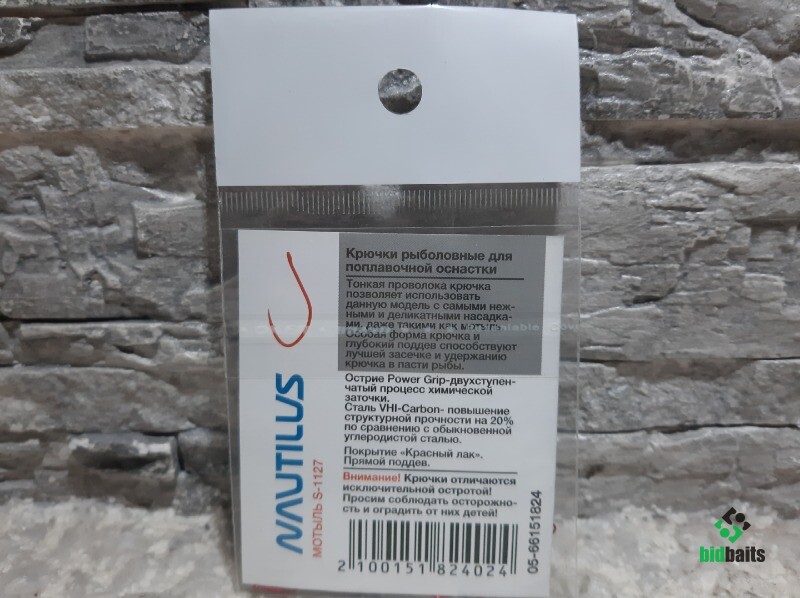 Крючки рыболовные для
поплавочной оснастки
Тонкая проволока крючка
позволяет использовать
данную модель с самыми неж-
ными и деликатными насадка-
ми, даже такими как мотыль.
Особая форма крючка и
глубокий поддев способствуют
лучшей засечке и удержанию
крючка в пасти рыбы.
Острие Power Grip-двухступен-
чатый процесс химической
заточки.
Сталь VHI-Carbon- повышение
структурной прочности на 20%
по сравнению с обыкновенной
углеродистой сталью.
Покрытие «Красный лак».
Прямой поддев.
Внимание! Крючки отличаются
исключительной остротой!
Просим соблюдать осторожно-
сть и оградить от них детей!
NAUTILUS
МОТЫЛЬ S-1127
2 100151 824024
05-66151824
bidbaits